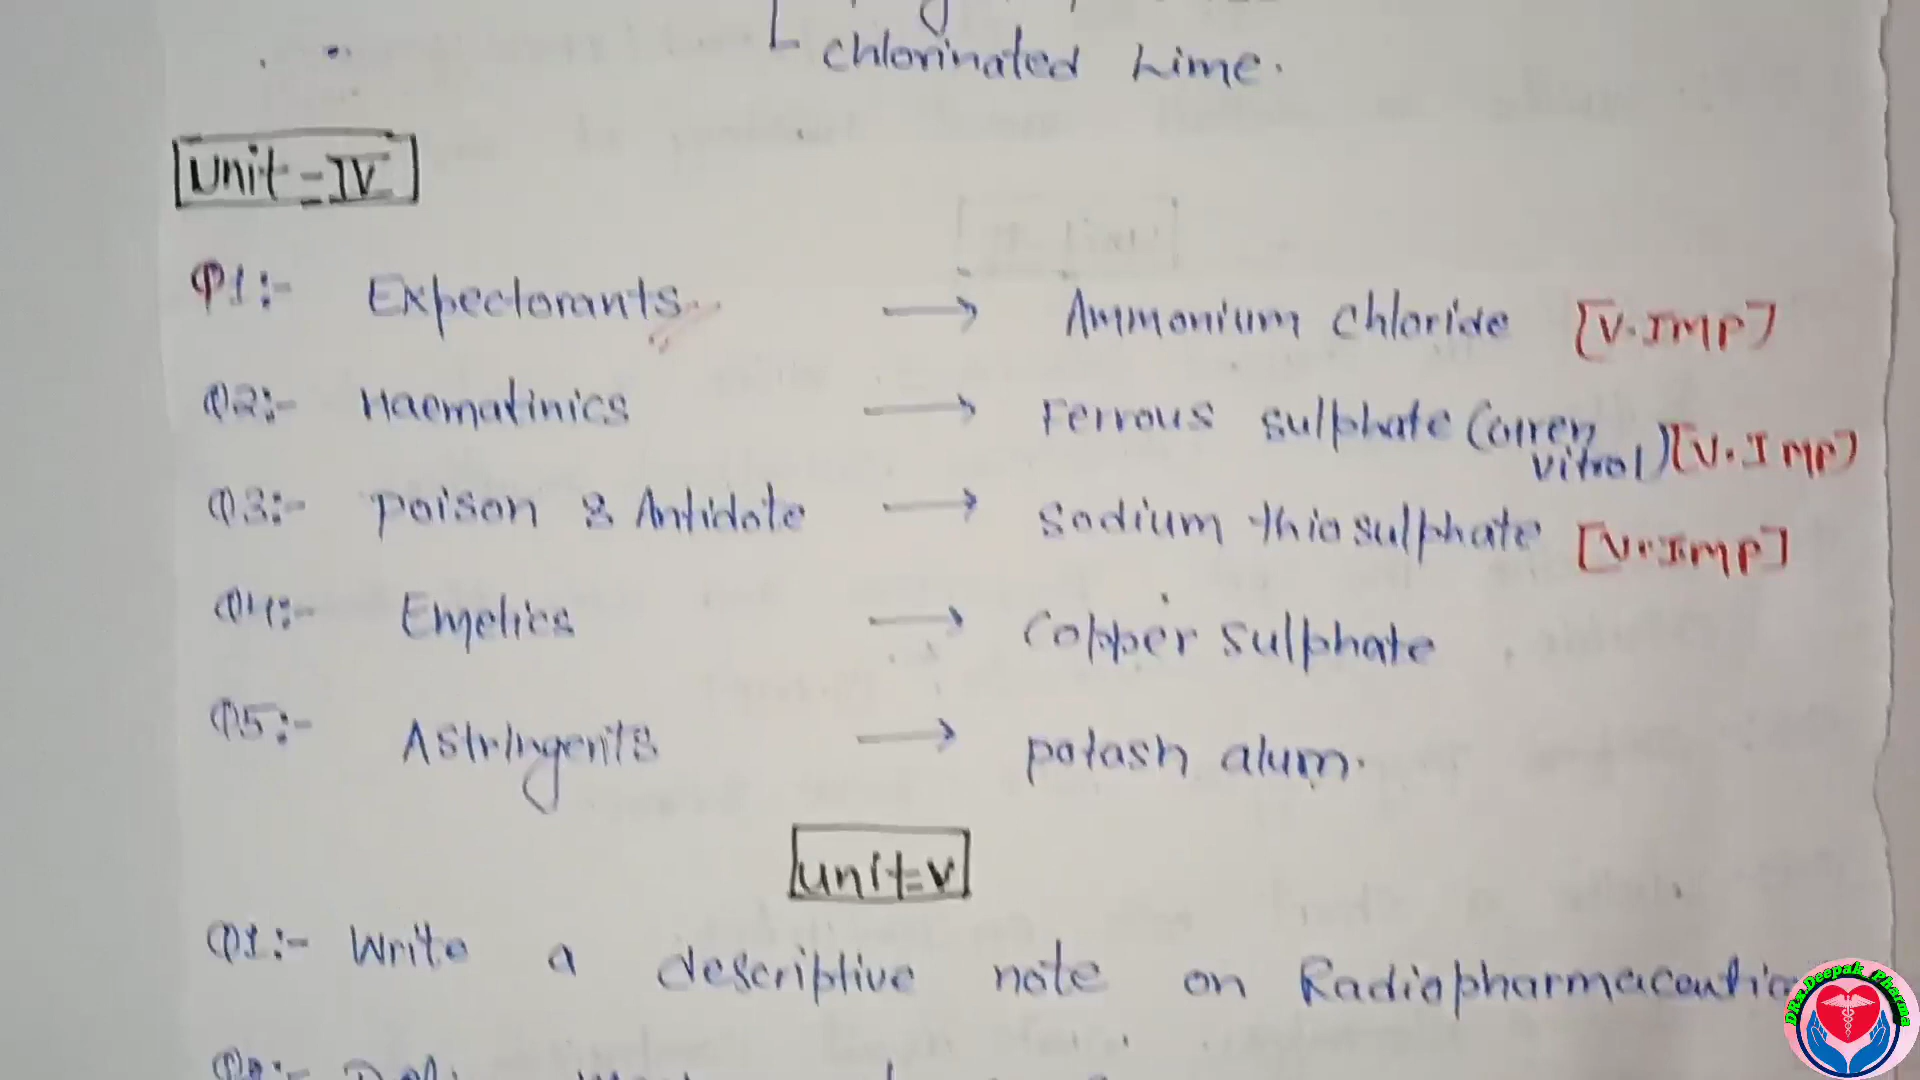 chlorinated Lime.
Unit-IV
Q1:- Expectorants → Ammonium chloride [V.IMP]
Q2:- Haematinics → Ferrous sulphate (
vitrol) [V.IMP]
Q3:- Poison & Antidote → Sodium thiosulphate [V.IMP]
Q4:- Emetics → Copper sulphate
Q5:- Astringents → potash alum.
unit=V
Q1:- Write a descriptive note on Radiopharmaceutic
DRx Deepak Pharma